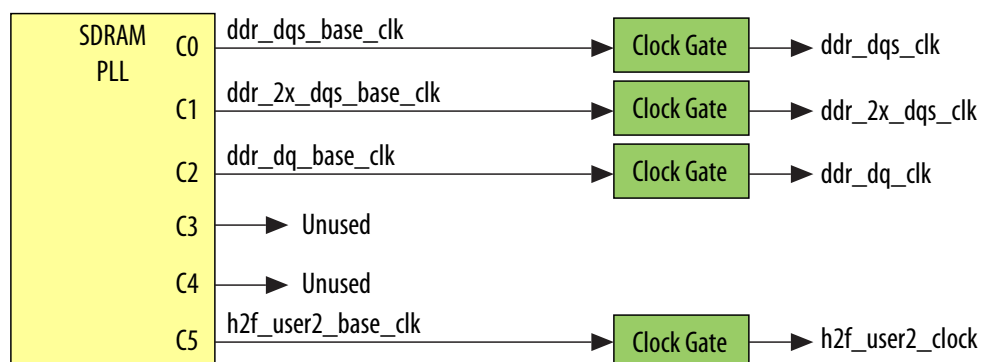 SDRAM
PLL
C0 ddr_dqs_base_clk Clock Gate ddr_dqs_clk
C1 ddr_2x_dqs_base_clk Clock Gate ddr_2x_dqs_clk
C2 ddr_dq_base_clk Clock Gate ddr_dq_clk
C3 Unused
C4 Unused
C5 h2f_user2_base_clk Clock Gate h2f_user2_clock